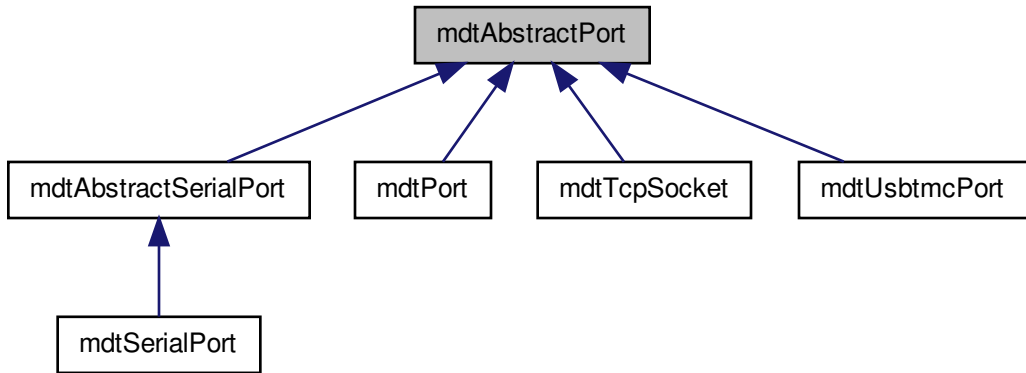 mdtAbstractPort
mdtAbstractSerialPort
mdtPort
mdtTcpSocket
mdtUsbtmcPort
mdtSerialPort